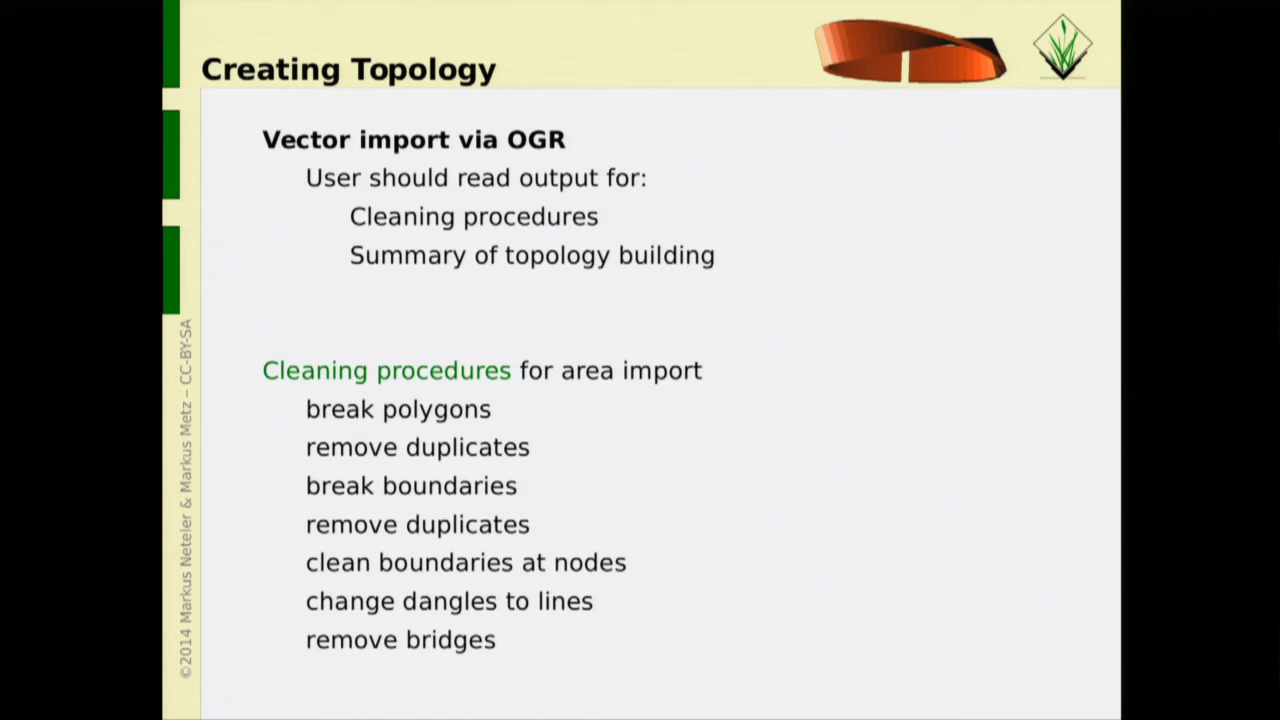 Creating Topology
Vector import via OGR
User should read output for:
Cleaning procedures
Summary of topology building
Cleaning procedures for area import
break polygons
remove duplicates
break boundaries
remove duplicates
clean boundaries at nodes
change dangles to lines
remove bridges
©2014 Markus Neteler & Markus Metz – CC-BY-SA